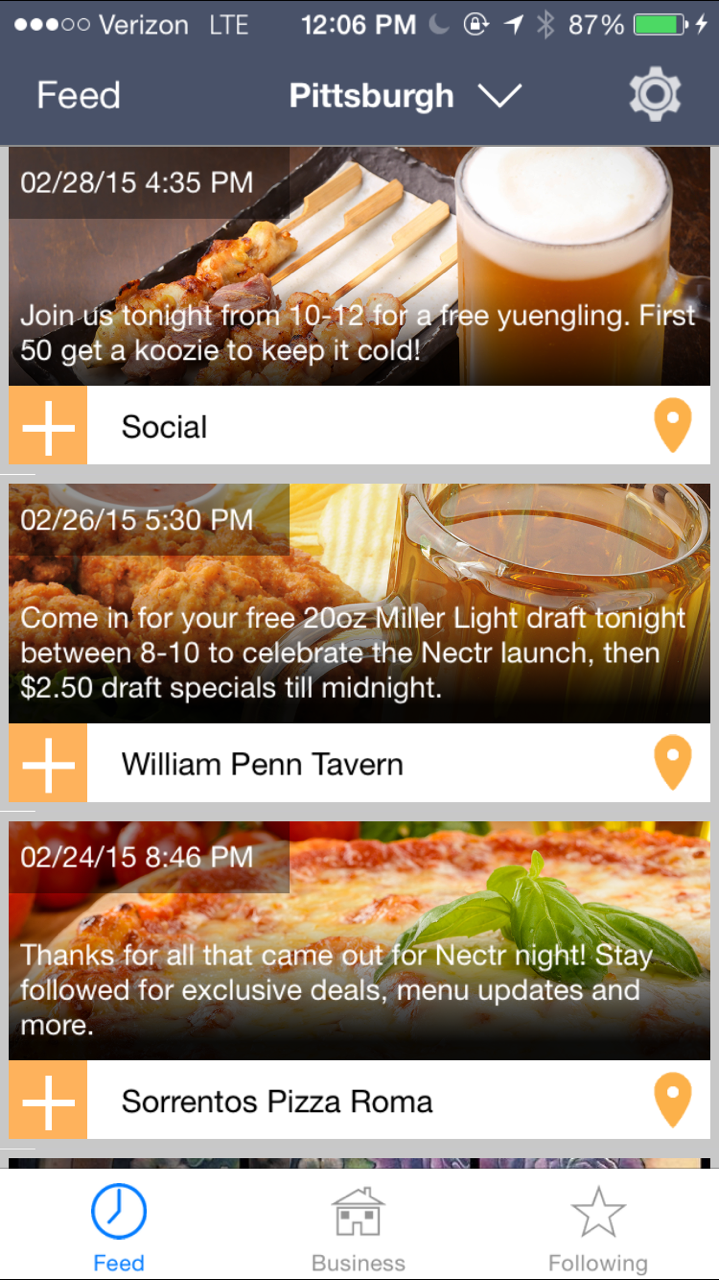 Verizon LTE 12:06 PM 87%
Feed Pittsburgh
02/28/15 4:35 PM
Join us tonight from 10-12 for a free yuengling. First
50 get a koozie to keep it cold!
Social
02/26/15 5:30 PM
Come in for your free 20oz Miller Light draft tonight
between 8-10 to celebrate the Nectr launch, then
$2.50 draft specials till midnight.
William Penn Tavern
02/24/15 8:46 PM
Thanks for all that came out for Nectr night! Stay
followed for exclusive deals, menu updates and
more.
Sorrentos Pizza Roma
Feed Business Following